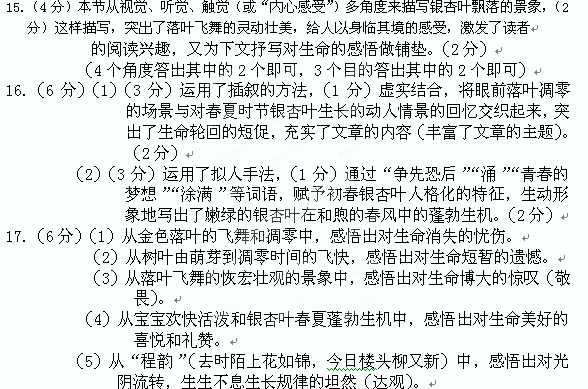 15.（4 分）本节从视觉、听觉、触觉（或“内心感受”）多角度来描写银杏叶飘落的景象，（2
分）这样描写，突出了落叶飞舞的灵动壮美，给人以身临其境的感受，激发了读者
的阅读兴趣，又为下文抒写对生命的感悟做铺垫。（2 分）
（4 个角度答出其中的 2 个即可，3 个目的答出其中的 2 个即可）
16.（6 分）（1）（3 分）运用了插叙的方法，（1 分）虚实结合，将眼前落叶凋零
的场景与对春夏时节银杏叶生长的动人情景的回忆交织起来，突
出了生命轮回的短促，充实了文章的内容（丰富了文章的主题）。
（2 分）
（2）（3 分）运用了拟人手法，（1 分）通过“争先恐后”“涌”“青春的
梦想”“涂满”等词语，赋予初春银杏叶人格化的特征，生动形
象地写出了嫩绿的银杏叶在和煦的春风中的蓬勃生机。（2 分）
17.（6 分）（1）从金色落叶的飞舞和凋零中，感悟出对生命消失的忧伤。
（2）从树叶由萌芽到凋零时间的飞快，感悟出对生命短暂的遗憾。
（3）从落叶飞舞的恢宏壮观的景象中，感悟出对生命博大的惊叹（敬
畏）。
（4）从宝宝欢快活泼和银杏叶春夏蓬勃生机中，感悟出对生命美好的
喜悦和礼赞。
（5）从“程韵”（去时陌上花如锦，今日楼头柳又新）中，感悟出对光
阴流转，生生不息生长规律的坦然（达观）。